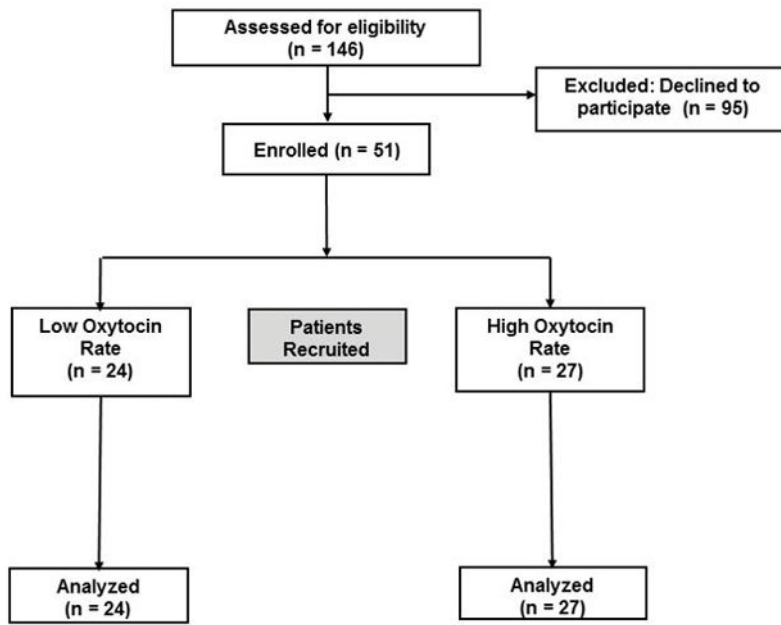 Assessed for eligibility
(n = 146)
Excluded: Declined to
participate (n = 95)
Enrolled (n = 51)
Low Oxytocin
Rate
(n = 24)
Patients
Recruited
High Oxytocin
Rate
(n = 27)
Analyzed
(n = 24)
Analyzed
(n = 27)